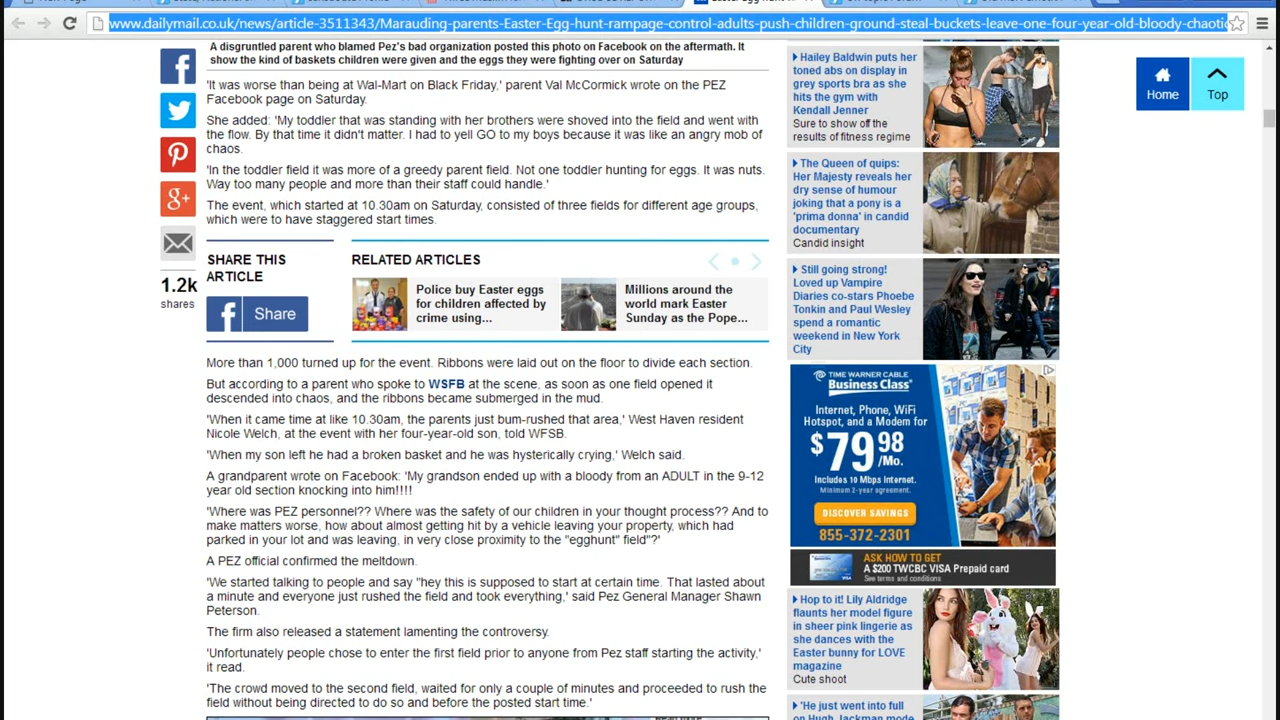 www.dailymail.co.uk/news/article-3511343/Marauding-parents-Easter-Egg-hunt-rampage-control-adults-push-children-ground-steal-buckets-leave-one-four-year-old-bloody-chaotic
A disgruntled parent who blamed Pez's bad organization posted this photo on Facebook on the aftermath. It
show the kind of baskets children were given and the eggs they were fighting over on Saturday
'It was worse than being at Wal-Mart on Black Friday,' parent Val McCormick wrote on the PEZ
Facebook page on Saturday.
She added: 'My toddler that was standing with her brothers were shoved into the field and went with
the flow. By that time it didn't matter. I had to yell GO to my boys because it was like an angry mob of
chaos.
'In the toddler field it was more of a greedy parent field. Not one toddler hunting for eggs. It was nuts.
Way too many people and more than their staff could handle.'
The event, which started at 10.30am on Saturday, consisted of three fields for different age groups,
which were to have staggered start times.
1.2k
shares
SHARE THIS
ARTICLE
Share
RELATED ARTICLES
Police buy Easter eggs
for children affected by
crime using...
Millions around the
world mark Easter
Sunday as the Pope...
More than 1,000 turned up for the event. Ribbons were laid out on the floor to divide each section.
But according to a parent who spoke to WSFB at the scene, as soon as one field opened it
descended into chaos, and the ribbons became submerged in the mud.
'When it came time at like 10.30am, the parents just bum-rushed that area,' West Haven resident
Nicole Welch, at the event with her four-year-old son, told WFSB.
'When my son left he had a broken basket and he was hysterically crying,' Welch said.
A grandparent wrote on Facebook: 'My grandson ended up with a bloody from an ADULT in the 9-12
year old section knocking into him!!!!
'Where was PEZ personnel?? Where was the safety of our children in your thought process?? And to
make matters worse, how about almost getting hit by a vehicle leaving your property, which had
parked in your lot and was leaving, in very close proximity to the "egghunt" field"?'
A PEZ official confirmed the meltdown.
'We started talking to people and say "hey this is supposed to start at certain time. That lasted about
a minute and everyone just rushed the field and took everything,' said Pez General Manager Shawn
Peterson.
The firm also released a statement lamenting the controversy.
'Unfortunately people chose to enter the first field prior to anyone from Pez staff starting the activity,'
it read.
'The crowd moved to the second field, waited for only a couple of minutes and proceeded to rush the
field without being directed to do so and before the posted start time.'
Hailey Baldwin puts her
toned abs on display in
grey sports bra as she
hits the gym with
Kendall Jenner
Sure to show off the
results of fitness regime
The Queen of quips:
Her Majesty reveals her
dry sense of humour
joking that a pony is a
'prima donna' in candid
documentary
Candid insight
Still going strong!
Loved up Vampire
Diaries co-stars Phoebe
Tonkin and Paul Wesley
spend a romantic
weekend in New York
City
TIME WARNER CABLE
Business Class
Internet, Phone, WiFi
Hotspot, and a Modem for
$79.98
/Mo.
Includes 10 Mbps Internet.
Minimum 2-year agreement.
DISCOVER SAVINGS
855-372-2301
ASK HOW TO GET
A $200 TWCBC VISA Prepaid card
See terms and conditions
Hop to it! Lily Aldridge
flaunts her model figure
in sheer pink lingerie as
she dances with the
Easter bunny for LOVE
magazine
Cute shoot
'He just went into full
on Hugh Jackman mode
Home
Top